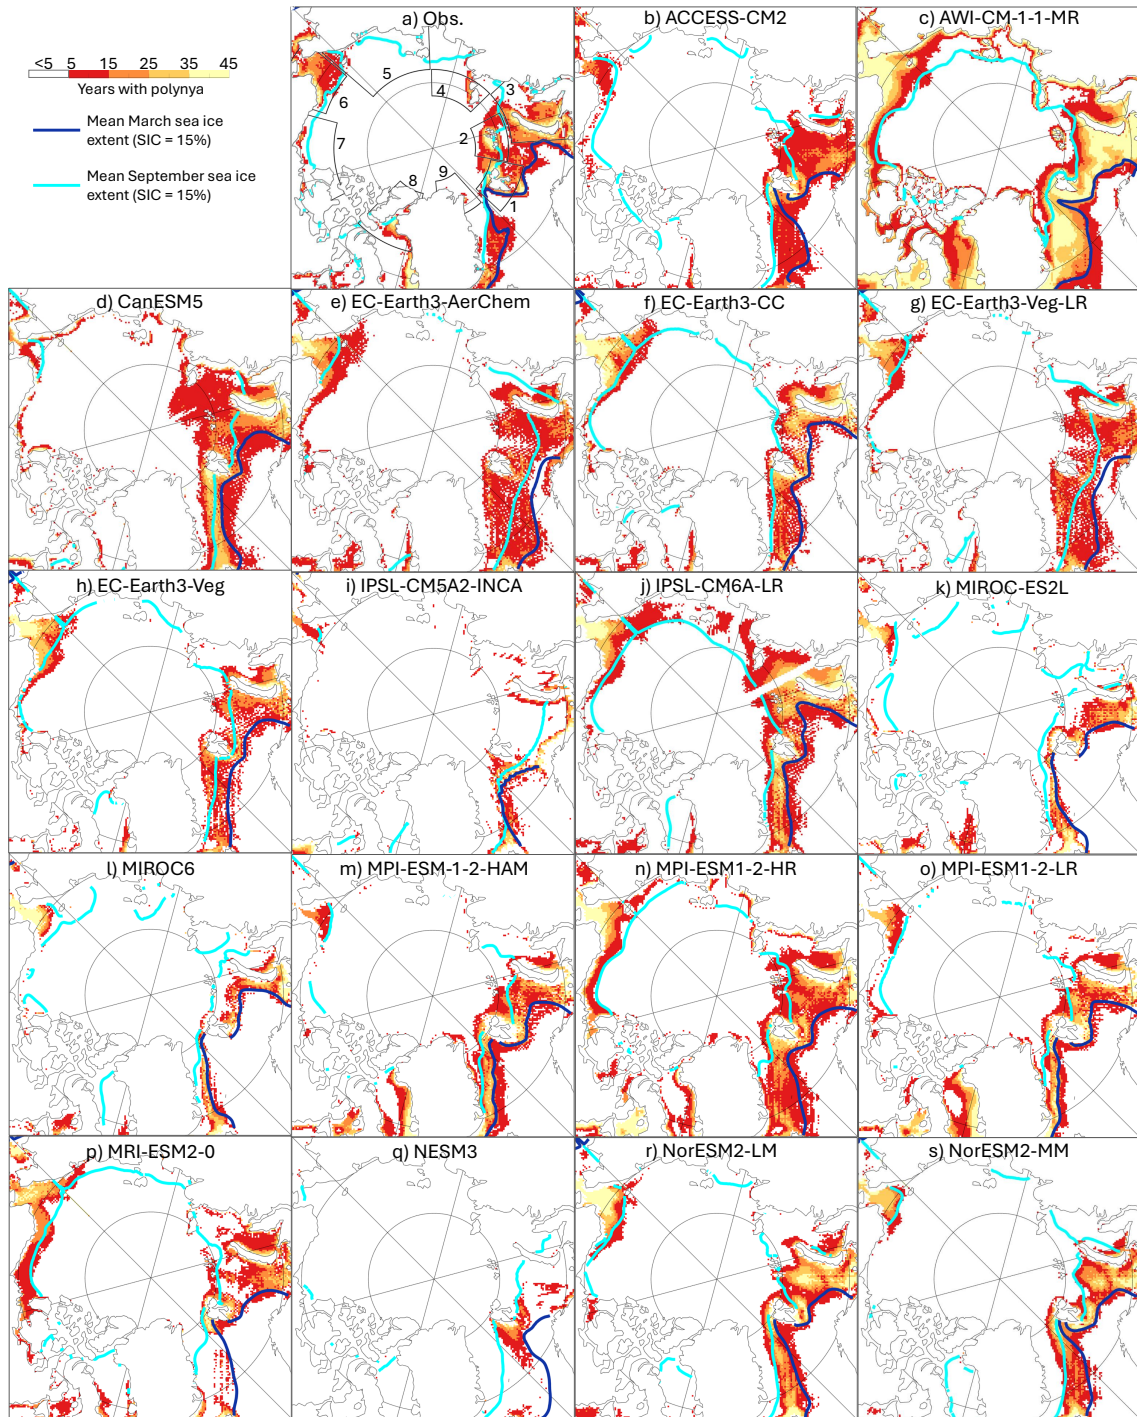 a) Obs.
b) ACCESS-CM2
c) AWI-CM-1-1-MR
<5 5 15 25 35 45
Years with polynya
Mean March sea ice
extent (SIC = 15%)
Mean September sea ice
extent (SIC = 15%)
5
4
3
6
2
7
9
8
1
d) CanESM5
e) EC-Earth3-AerChem
f) EC-Earth3-CC
g) EC-Earth3-Veg-LR
h) EC-Earth3-Veg
i) IPSL-CM5A2-INCA
j) IPSL-CM6A-LR
k) MIROC-ES2L
l) MIROC6
m) MPI-ESM-1-2-HAM
n) MPI-ESM1-2-HR
o) MPI-ESM1-2-LR
p) MRI-ESM2-0
q) NESM3
r) NorESM2-LM
s) NorESM2-MM